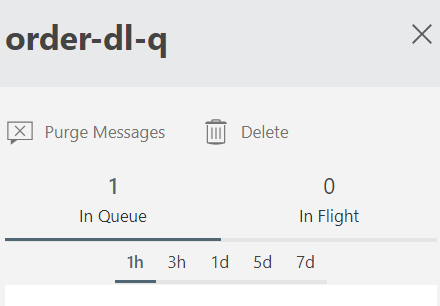 order-dl-q
Purge Messages Delete
1 0
In Queue In Flight
1h 3h 1d 5d 7d